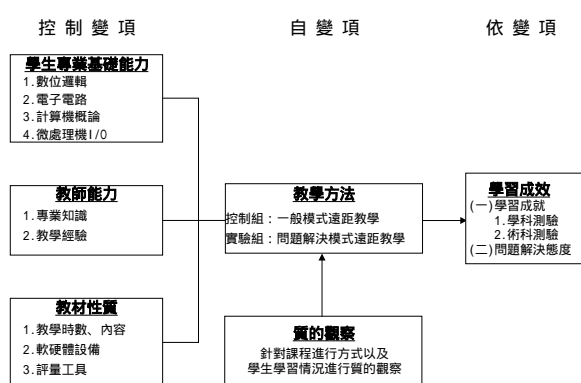 控制變項
自變項
依變項
學生專業基礎能力
1.數位邏輯
2.電子電路
3.計算機概論
4.微處理機I/O
教師能力
1.專業知識
2.教學經驗
教材性質
1.教學時數、內容
2.軟硬體設備
3.評量工具
教學方法
控制組：一般模式遠距教學
實驗組：問題解決模式遠距教學
質的觀察
針對課程進行方式以及
學生學習情況進行質的觀察
學習成效
(一)學習成就
1.學科測驗
2.術科測驗
(二)問題解決態度